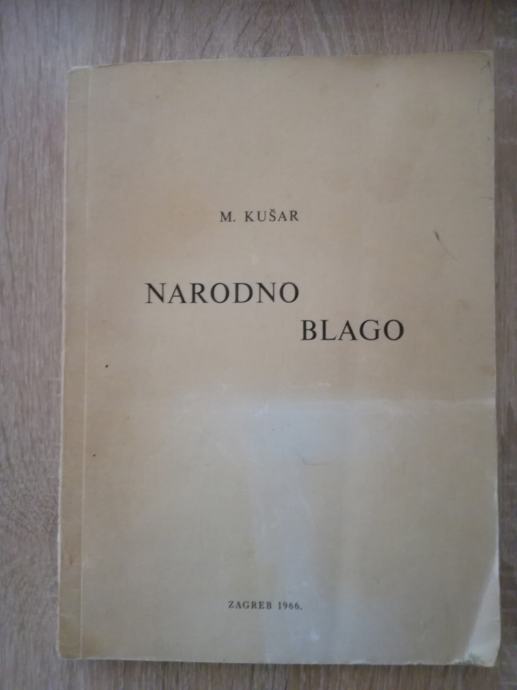 M. KUŠAR
NARODNO
BLAGO
ZAGREB 1966.